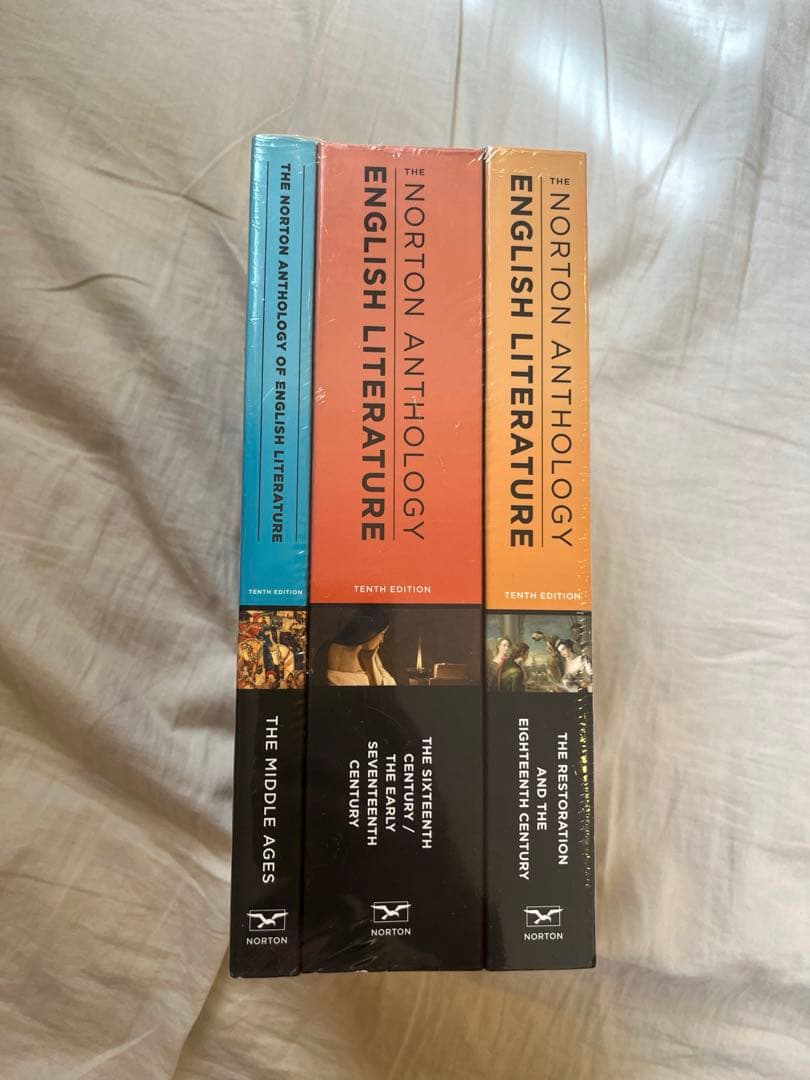 THE NORTON ANTHOLOGY OF ENGLISH LITERATURE
TENTH EDITION
THE MIDDLE AGES
NORTON
THE NORTON ANTHOLOGY
ENGLISH LITERATURE
TENTH EDITION
THE SIXTEENTH
CENTURY /
THE EARLY
SEVENTEENTH
CENTURY
NORTON
THE NORTON ANTHOLOGY
ENGLISH LITERATURE
TENTH EDITION
THE RESTORATION
AND THE
EIGHTEENTH CENTURY
NORTON